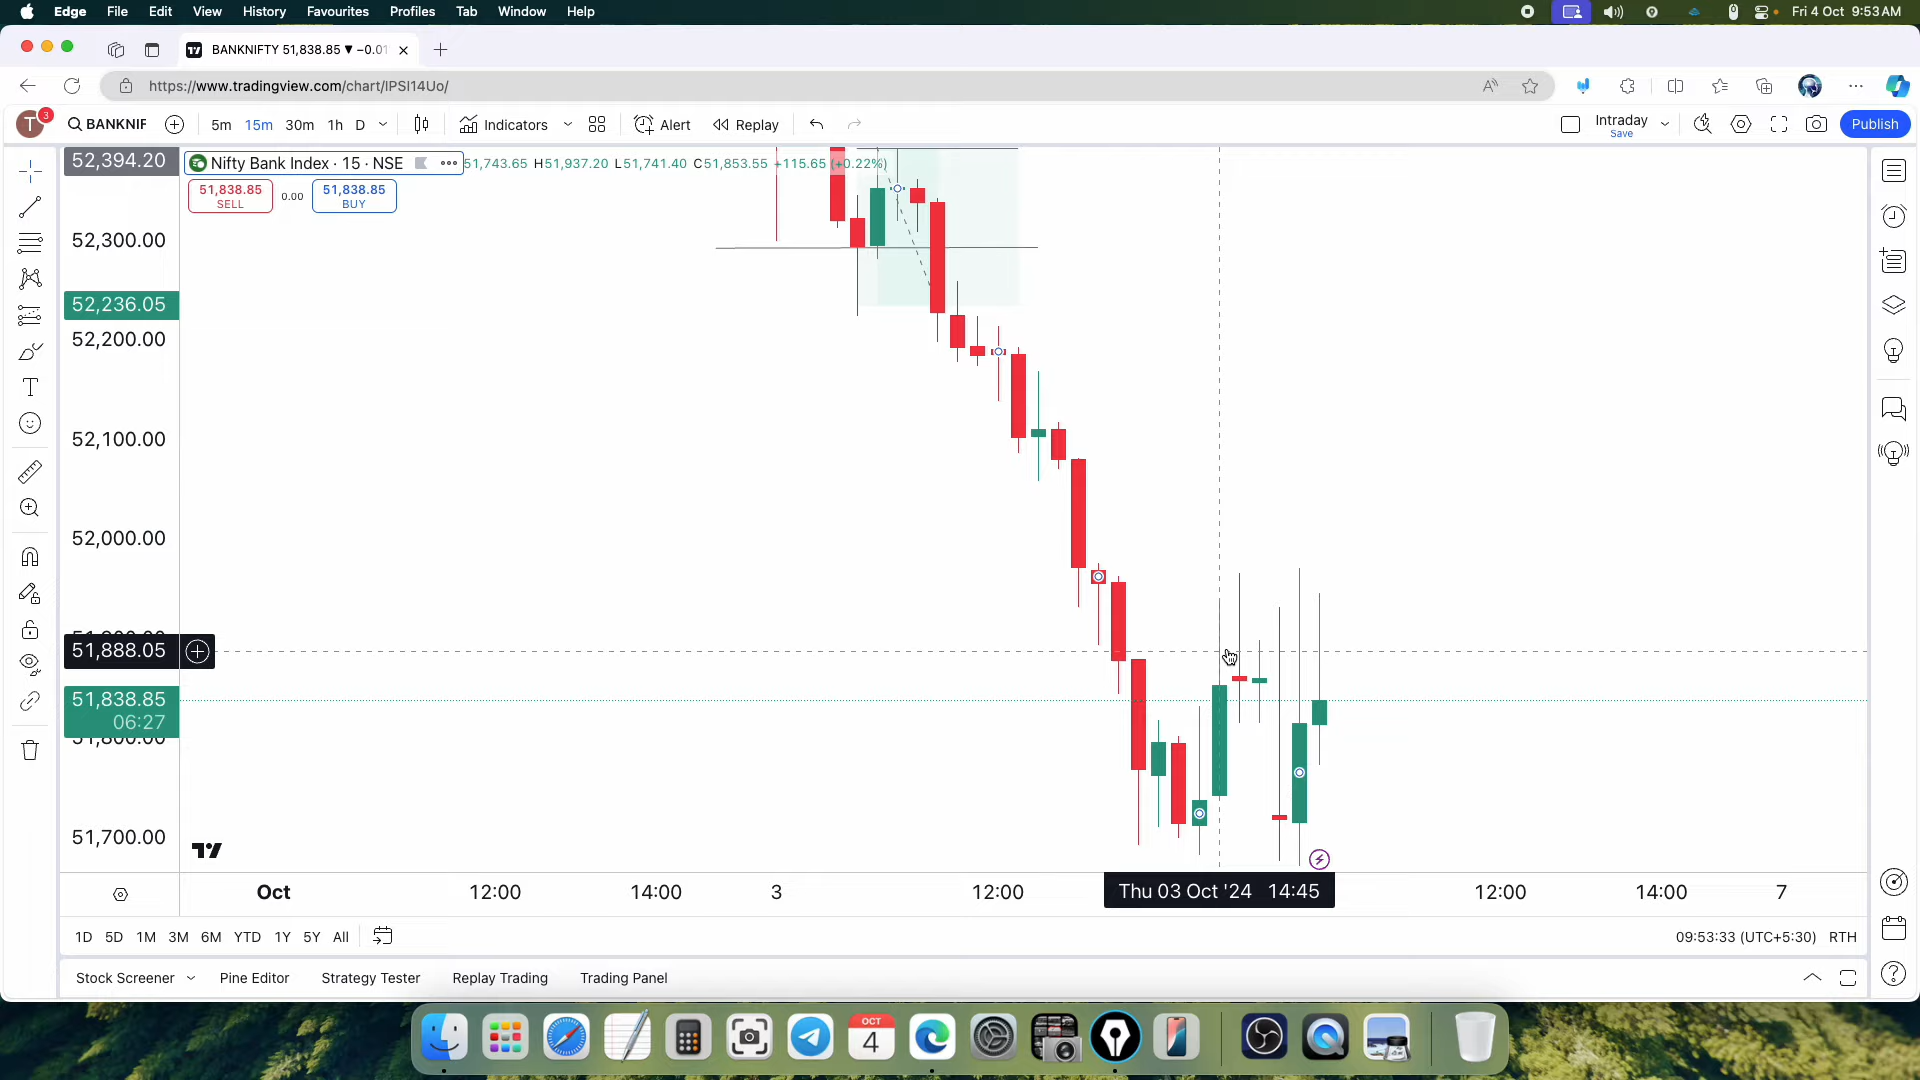 Edge File Edit View History Favourites Profiles Tab Window Help Fri 4 Oct 9:53 AM
BANKNIFTY 51,838.85 ▼ −0.01
https://www.tradingview.com/chart/IPSI14Uo/
T 3 BANKNIF 5m 15m 30m 1h D Indicators Alert Replay Intraday Save Publish
52,394.20 Nifty Bank Index · 15 · NSE 51,743.65 H51,937.20 L51,741.40 C51,853.55 +115.65 (+0.22%)
51,838.85 SELL 0.00 51,838.85 BUY
52,300.00
52,236.05
52,200.00
52,100.00
52,000.00
51,888.05
51,838.85
06:27
51,800.00
51,700.00
Oct 12:00 14:00 3 12:00 Thu 03 Oct '24 14:45 12:00 14:00 7
1D 5D 1M 3M 6M YTD 1Y 5Y All 09:53:33 (UTC+5:30) RTH
Stock Screener Pine Editor Strategy Tester Replay Trading Trading Panel
OCT
4